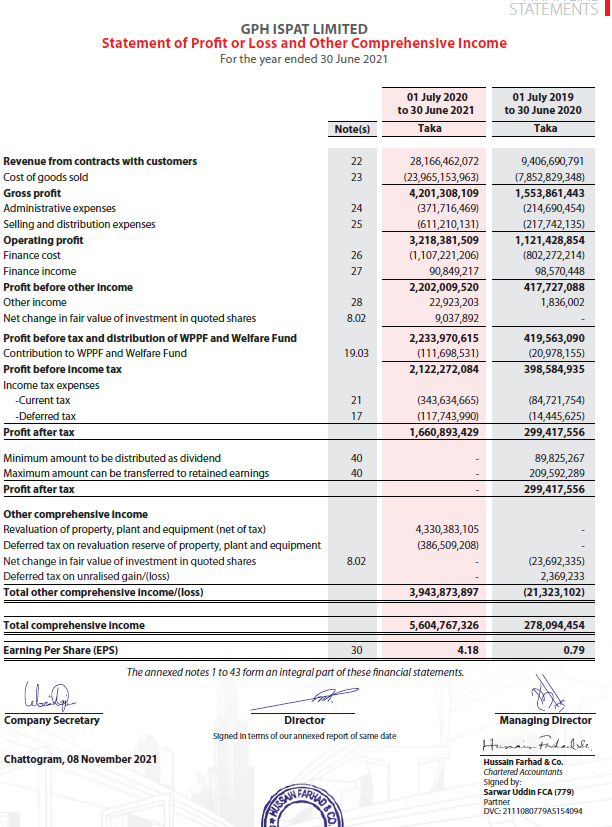 STATEMENTS
GPH ISPAT LIMITED
Statement of Profit or Loss and Other Comprehensive Income
For the year ended 30 June 2021
01 July 2020 to 30 June 2021 01 July 2019 to 30 June 2020
Note(s) Taka Taka
Revenue from contracts with customers 22 28,166,462,072 9,406,690,791
Cost of goods sold 23 (23,965,153,963) (7,852,829,348)
Gross profit 4,201,308,109 1,553,861,443
Administrative expenses 24 (371,716,469) (214,690,454)
Selling and distribution expenses 25 (611,210,131) (217,742,135)
Operating profit 3,218,381,509 1,121,428,854
Finance cost 26 (1,107,221,206) (802,272,214)
Finance income 27 90,849,217 98,570,448
Profit before other income 2,202,009,520 417,727,088
Other income 28 22,923,203 1,836,002
Net change in fair value of investment in quoted shares 8.02 9,037,892 -
Profit before tax and distribution of WPPF and Welfare Fund 2,233,970,615 419,563,090
Contribution to WPPF and Welfare Fund 19.03 (111,698,531) (20,978,155)
Profit before income tax 2,122,272,084 398,584,935
Income tax expenses
-Current tax 21 (343,634,665) (84,721,754)
-Deferred tax 17 (117,743,990) (14,445,625)
Profit after tax 1,660,893,429 299,417,556
Minimum amount to be distributed as dividend 40 - 89,825,267
Maximum amount can be transferred to retained earnings 40 - 209,592,289
Profit after tax - 299,417,556
Other comprehensive income
Revaluation of property, plant and equipment (net of tax) 4,330,383,105 -
Deferred tax on revaluation reserve of property, plant and equipment (386,509,208) -
Net change in fair value of investment in quoted shares 8.02 - (23,692,335)
Deferred tax on unralised gain/(loss) - 2,369,233
Total other comprehensive income/(loss) 3,943,873,897 (21,323,102)
Total comprehensive income 5,604,767,326 278,094,454
Earning Per Share (EPS) 30 4.18 0.79
The annexed notes 1 to 43 form an integral part of these financial statements.
Company Secretary Director Managing Director
Signed in terms of our annexed report of same date
Chattogram, 08 November 2021
Hussain Farhad & Co.
Chartered Accountants
Signed by:
Sarwar Uddin FCA (779)
Partner
DVC: 2111080779AS154094
HUSSAIN FARHAD & CO